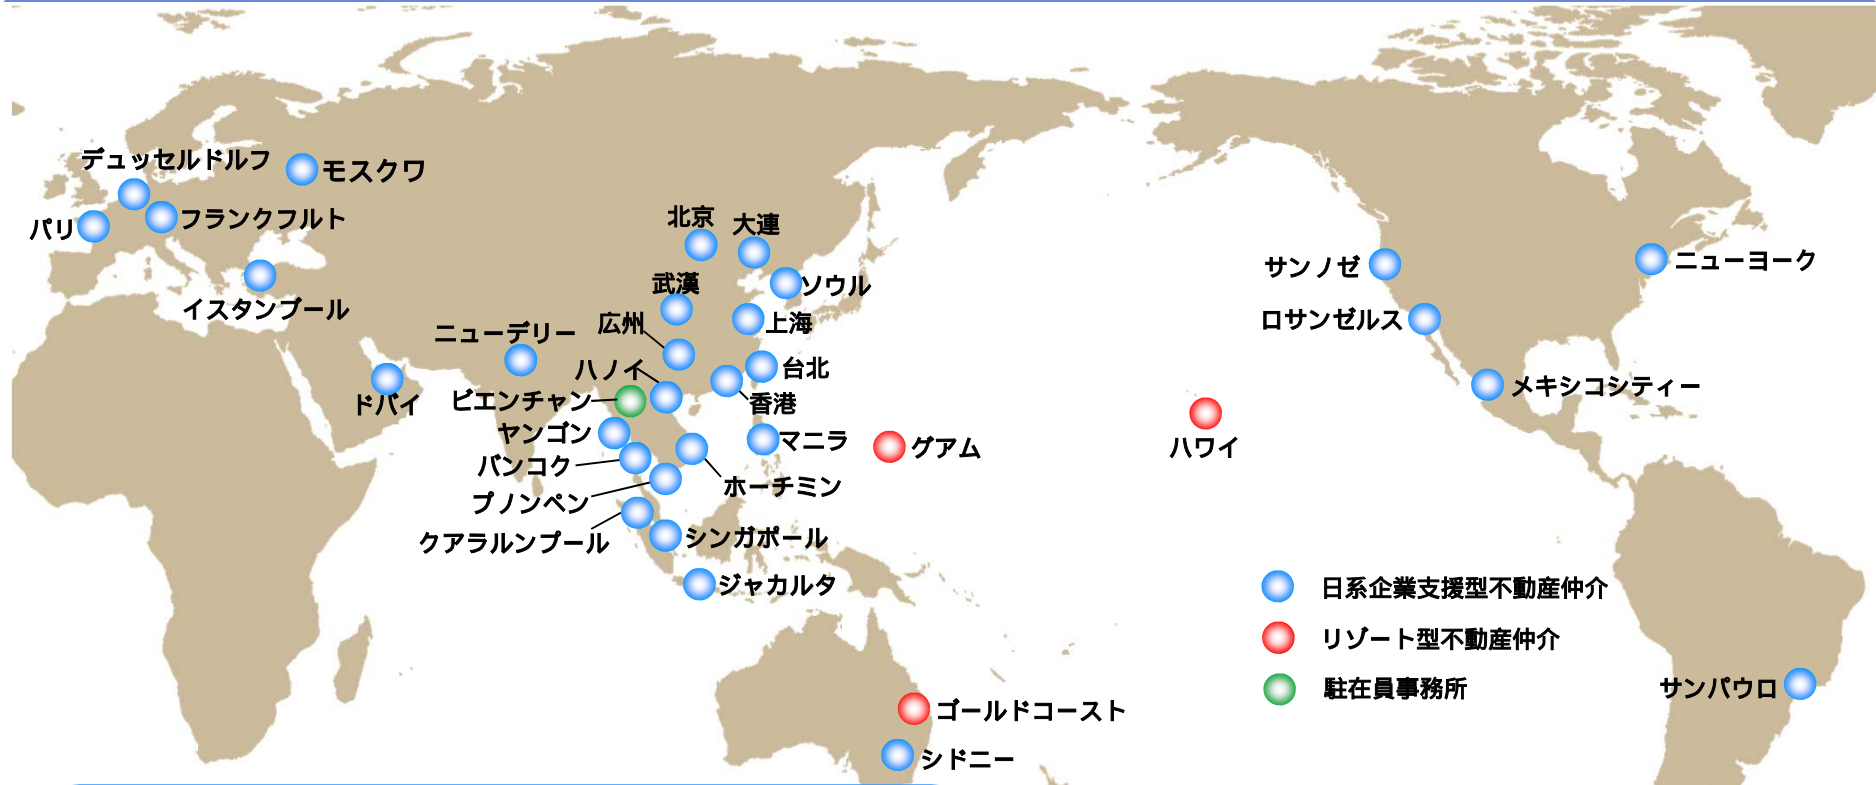 デュッセルドルフ
モスクワ
パリ
フランクフルト
イスタンブール
北京
大連
武漢
ソウル
広州
上海
ニューデリー
ハノイ
台北
ドバイ
ビエンチャン
香港
ヤンゴン
マニラ
グアム
バンコク
ホーチミン
プノンペン
クアラルンプール
シンガポール
ジャカルタ
ゴールドコースト
シドニー
サンノゼ
ニューヨーク
ロサンゼルス
メキシコシティー
ハワイ
日系企業支援型不動産仲介
リゾート型不動産仲介
駐在員事務所
サンパウロ